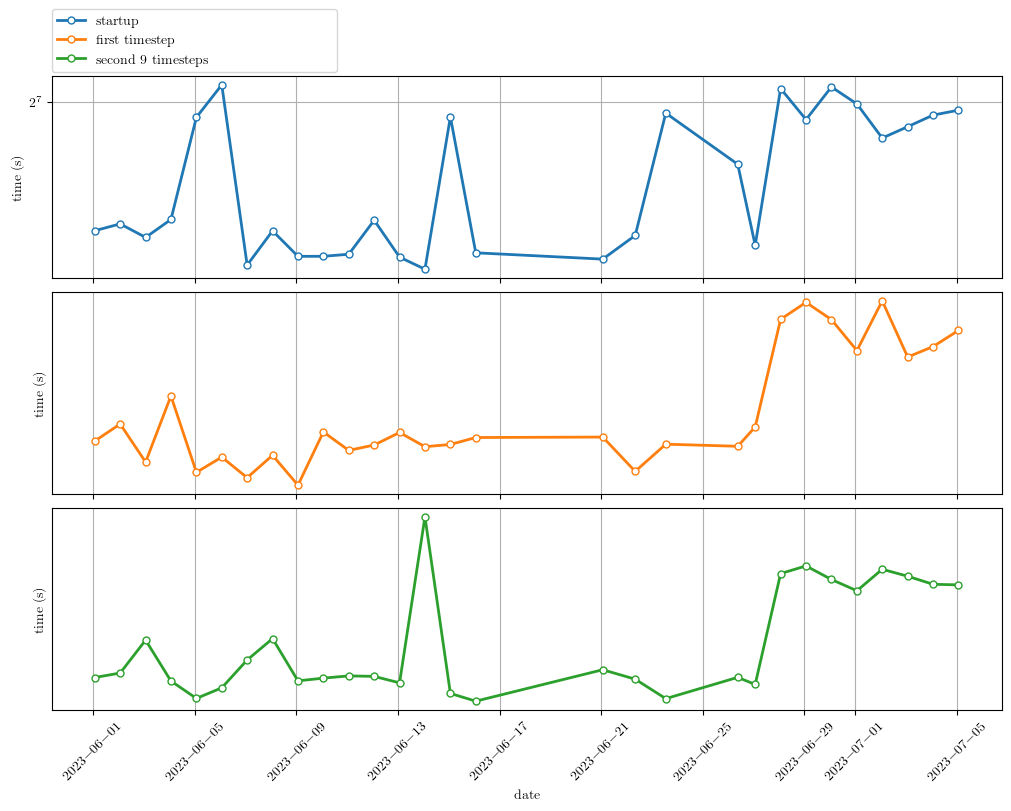 startup
first timestep
second 9 timesteps
2⁷
time (s)
time (s)
time (s)
2023−06−01
2023−06−05
2023−06−09
2023−06−13
2023−06−17
2023−06−21
2023−06−25
2023−06−29
2023−07−01
2023−07−05
date